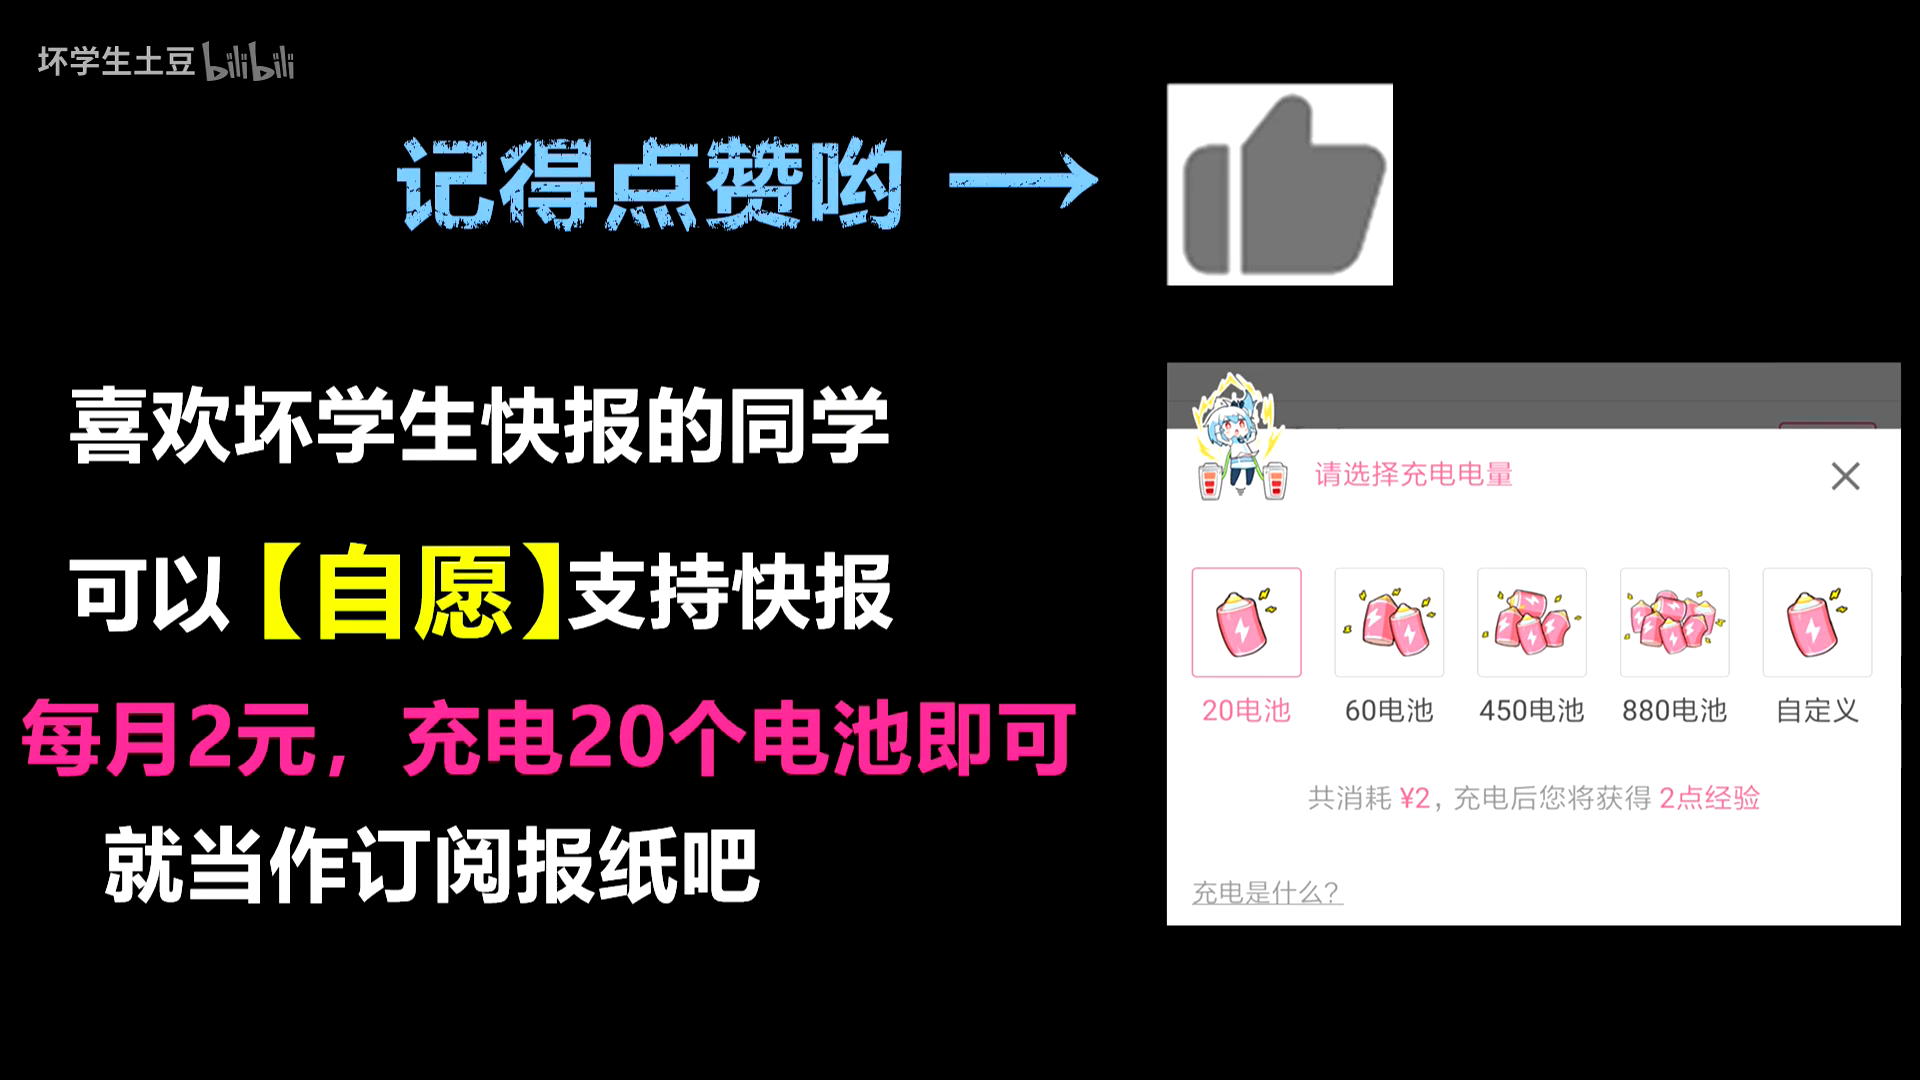 坏学生土豆 bilibili
记得点赞哟 →
喜欢坏学生快报的同学
可以【自愿】支持快报
每月2元，充电20个电池即可
就当作订阅报纸吧
请选择充电电量
20电池 60电池 450电池 880电池 自定义
共消耗 ¥2，充电后您将获得 2点经验
充电是什么?